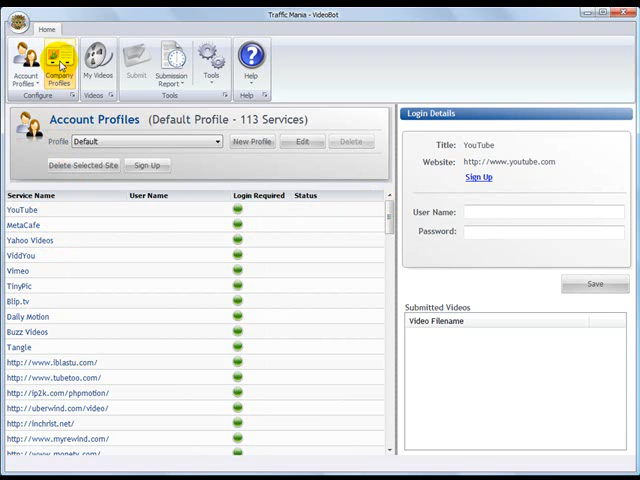 Traffic Mania - VideoBot
Home
Account Profiles
Company Profiles
My Videos
Submit
Submission Report
Tools
Help
Configure
Videos
Tools
Help
Account Profiles (Default Profile - 113 Services)
Profile Default New Profile Edit Delete
Delete Selected Site Sign Up
Service Name User Name Login Required Status
YouTube
MetaCafe
Yahoo Videos
ViddYou
Vimeo
TinyPic
Blip.tv
Daily Motion
Buzz Videos
Tangle
http://www.iblastu.com/
http://www.tubetoo.com/
http://ip2k.com/phpmotion/
http://uberwind.com/video/
http://inchrist.net/
http://www.myrewind.com/
Login Details
Title: YouTube
Website: http://www.youtube.com
Sign Up
User Name:
Password:
Save
Submitted Videos
Video Filename